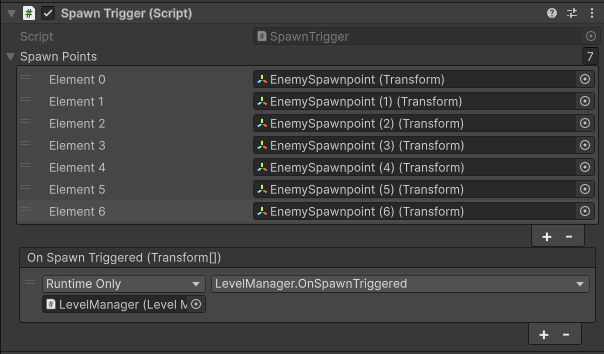 Spawn Trigger (Script)
Script SpawnTrigger
Spawn Points 7
Element 0 EnemySpawnpoint (Transform)
Element 1 EnemySpawnpoint (1) (Transform)
Element 2 EnemySpawnpoint (2) (Transform)
Element 3 EnemySpawnpoint (3) (Transform)
Element 4 EnemySpawnpoint (4) (Transform)
Element 5 EnemySpawnpoint (5) (Transform)
Element 6 EnemySpawnpoint (6) (Transform)
+ -
On Spawn Triggered (Transform[])
Runtime Only LevelManager.OnSpawnTriggered
LevelManager (Level M
+ -